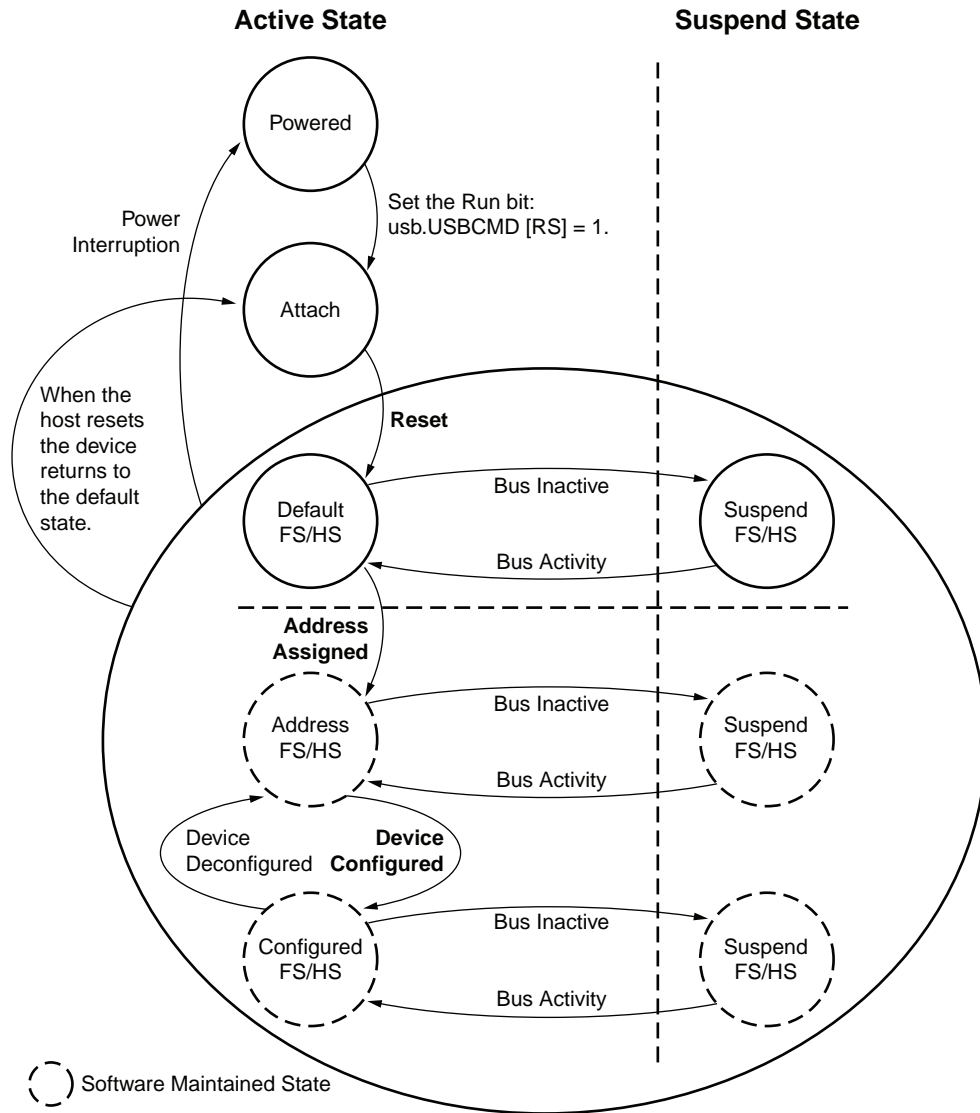 Active State
Suspend State
Powered
Set the Run bit:
usb.USBCMD [RS] = 1.
Power
Interruption
Attach
When the
host resets
the device
returns to
the default
state.
Reset
Default
FS/HS
Bus Inactive
Bus Activity
Suspend
FS/HS
Address
Assigned
Address
FS/HS
Bus Inactive
Bus Activity
Suspend
FS/HS
Device
Deconfigured
Device
Configured
Configured
FS/HS
Bus Inactive
Bus Activity
Suspend
FS/HS
Software Maintained State